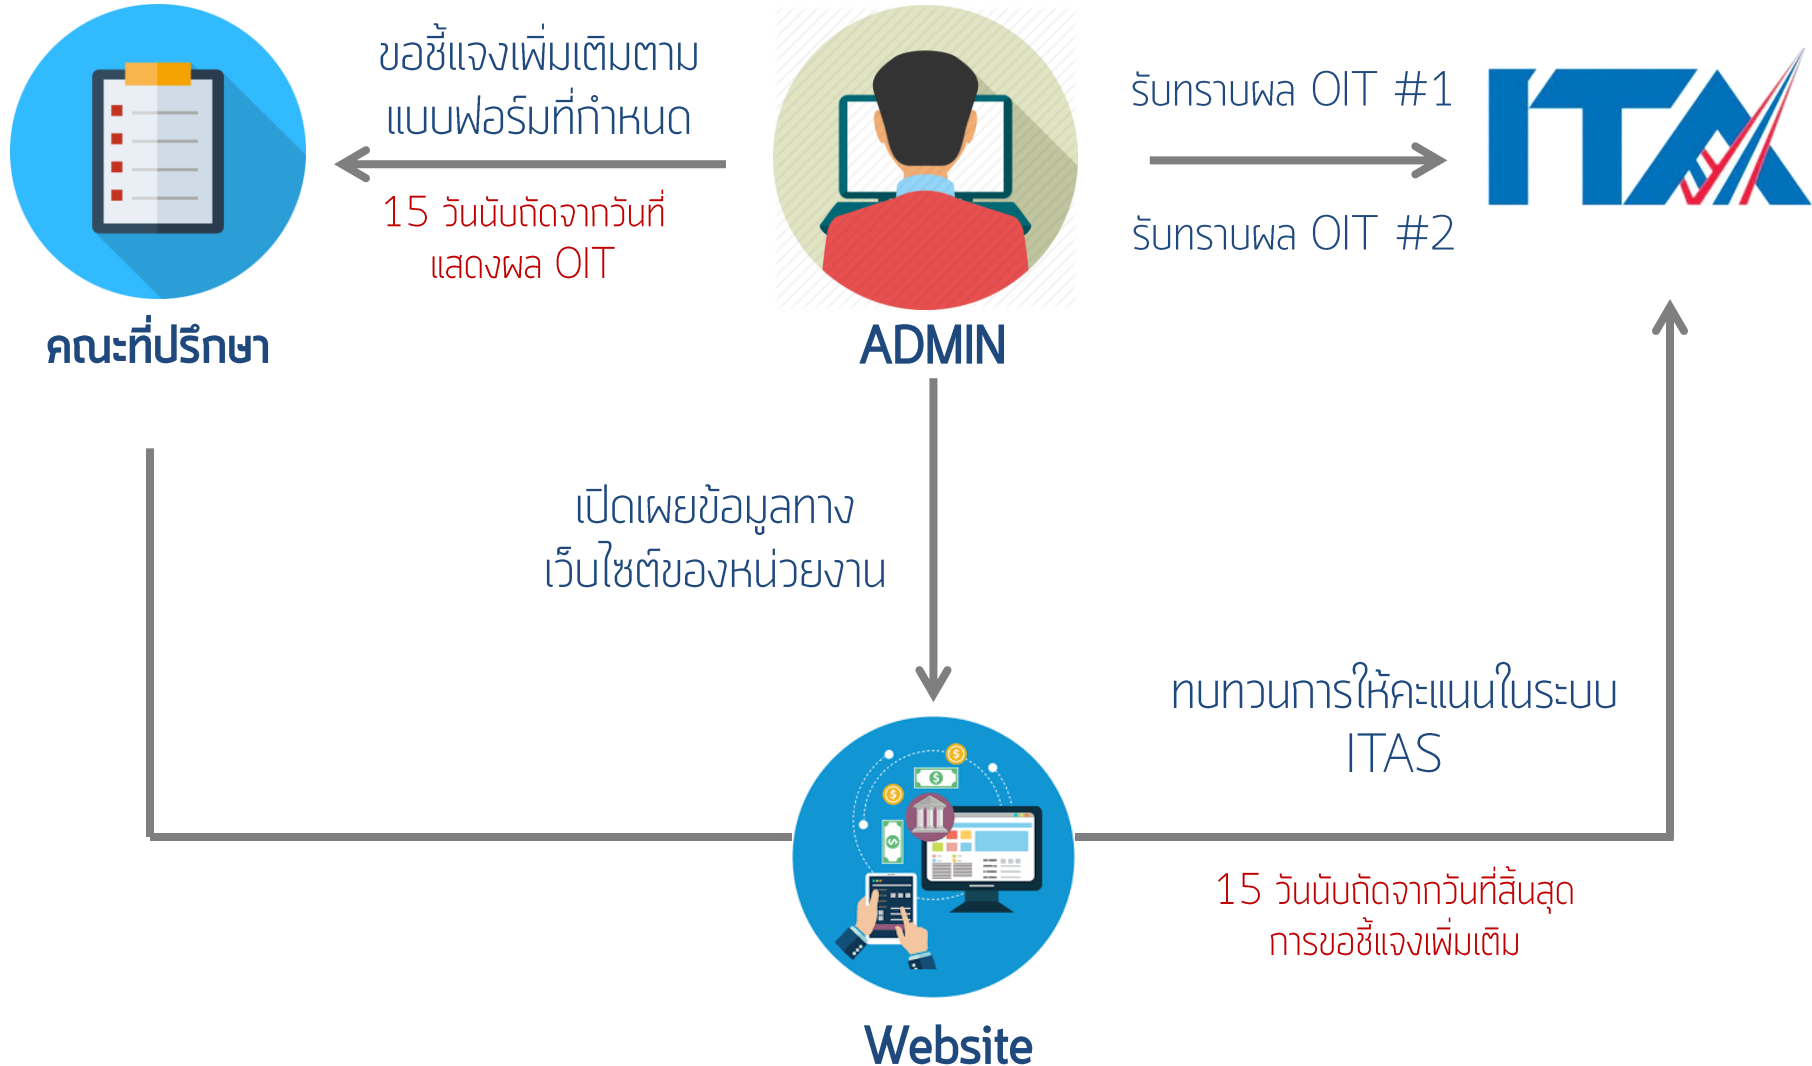 ขอชี้แจงเพิ่มเติมตาม
แบบฟอร์มที่กำหนด
15 วันนับถัดจากวันที่
แสดงผล OIT
คณะที่ปรึกษา
ADMIN
รับทราบผล OIT #1
รับทราบผล OIT #2
ITA
เปิดเผยข้อมูลทาง
เว็บไซต์ของหน่วยงาน
ทบทวนการให้คะแนนในระบบ
ITAS
15 วันนับถัดจากวันที่สิ้นสุด
การขอชี้แจงเพิ่มเติม
Website